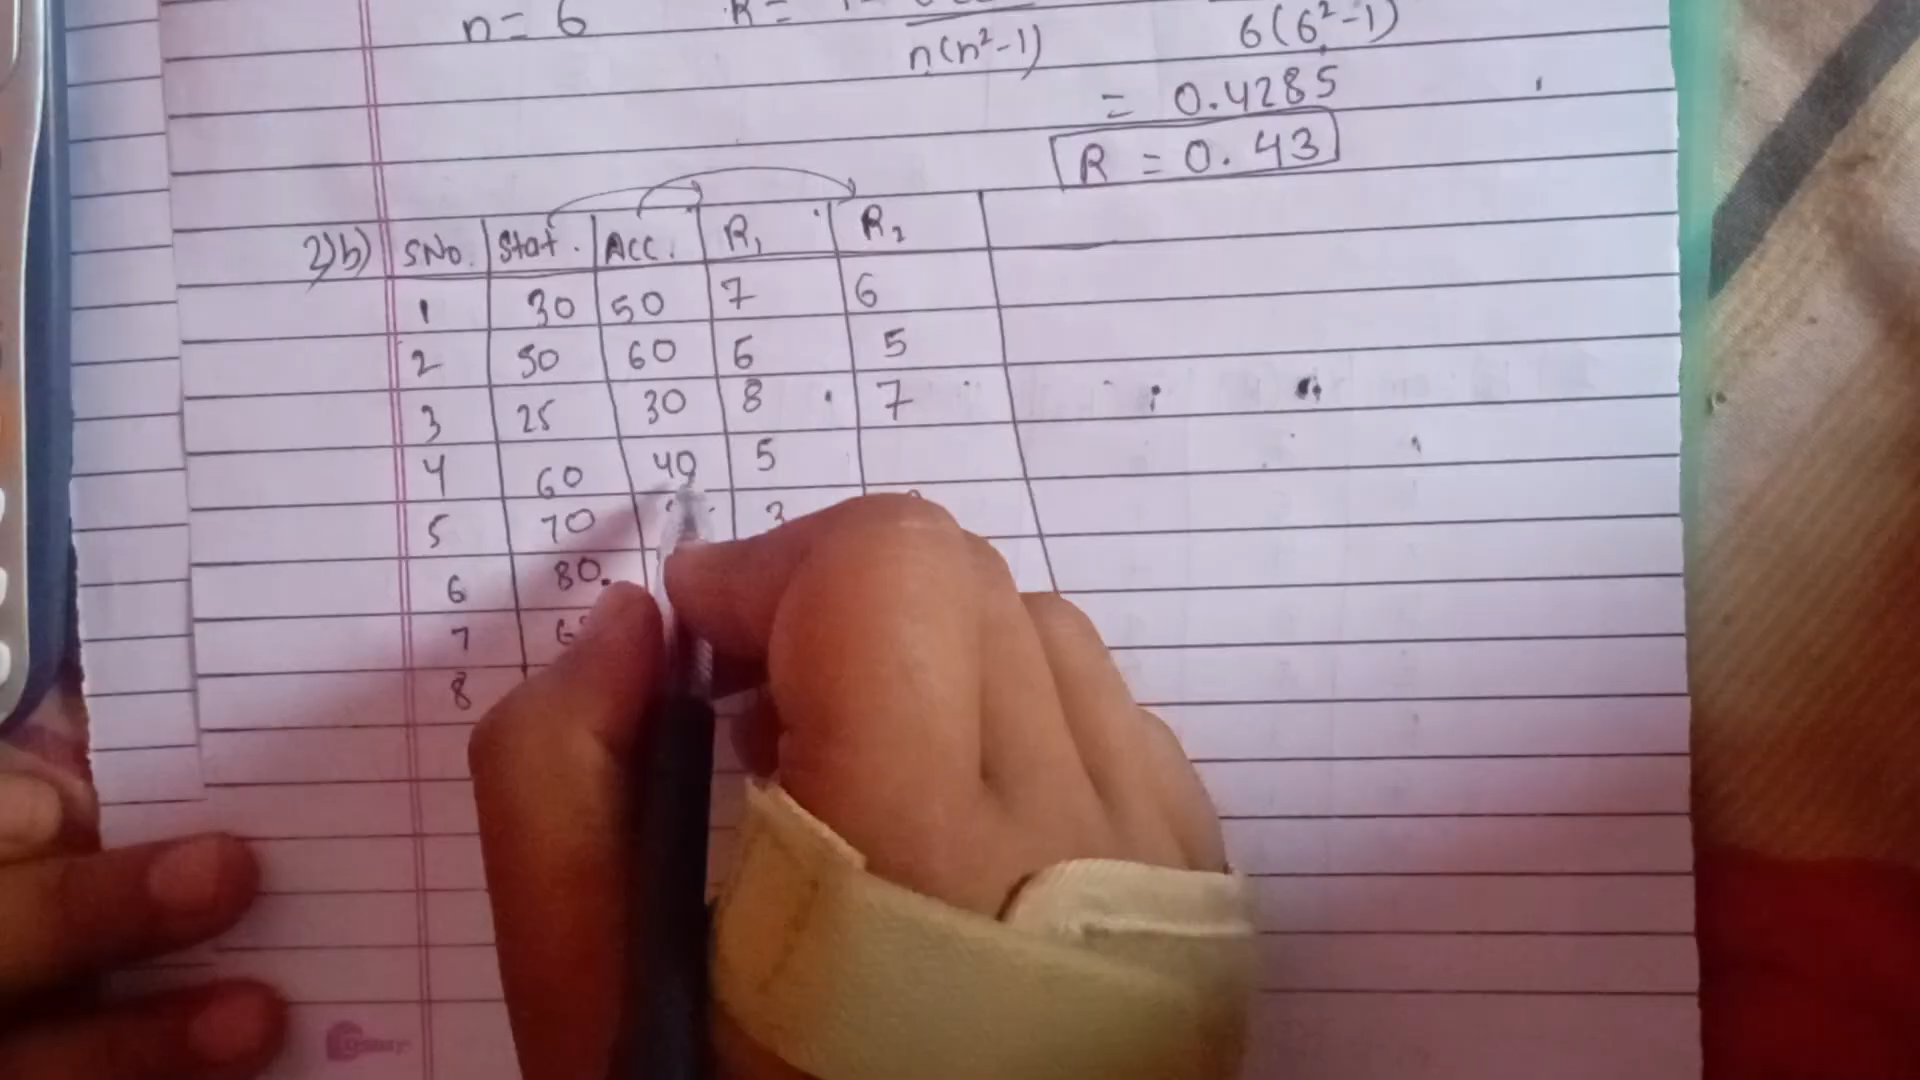 n = 6 R =
n(n²-1) 6(6²-1)
= 0.4285
R = 0.43
2)b) SNo. Stat. Acc. R₁ R₂
1 30 50 7 6
2 50 60 6 5
3 25 30 8 7
4 60 40 5
5 70 3
6 80
7
8